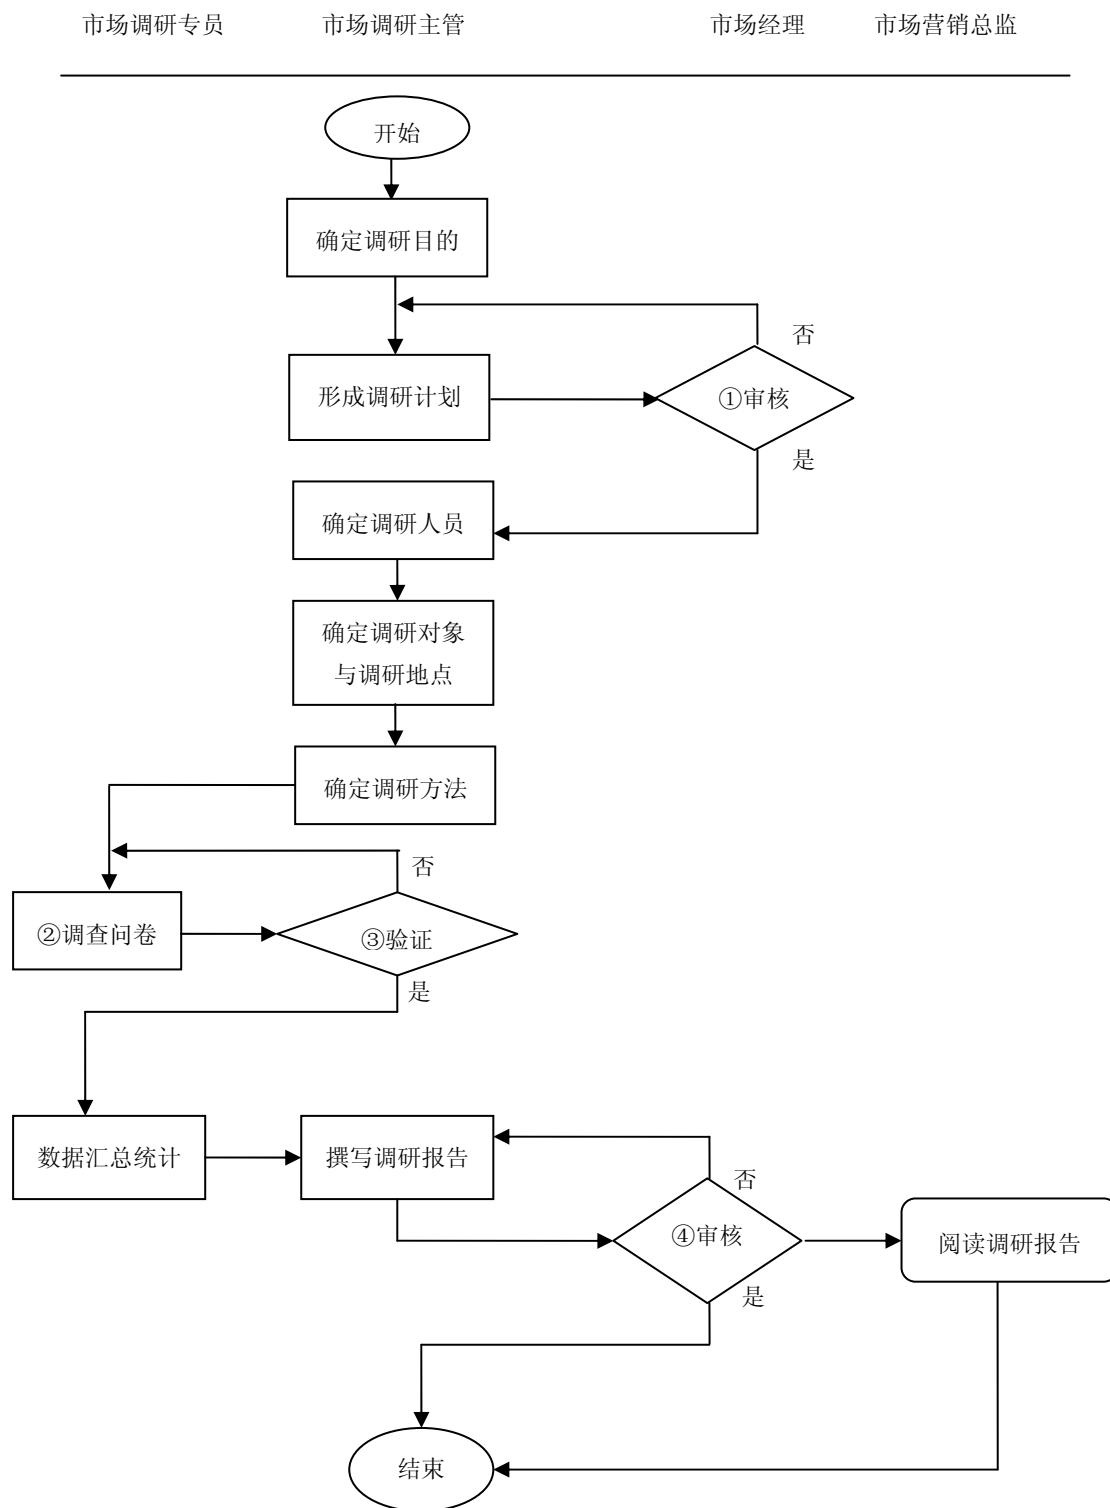 市场调研专员
市场调研主管
市场经理
市场营销总监
开始
确定调研目的
否
形成调研计划
①审核
是
确定调研人员
确定调研对象
与调研地点
确定调研方法
否
②调查问卷
③验证
是
数据汇总统计
撰写调研报告
否
④审核
阅读调研报告
是
结束